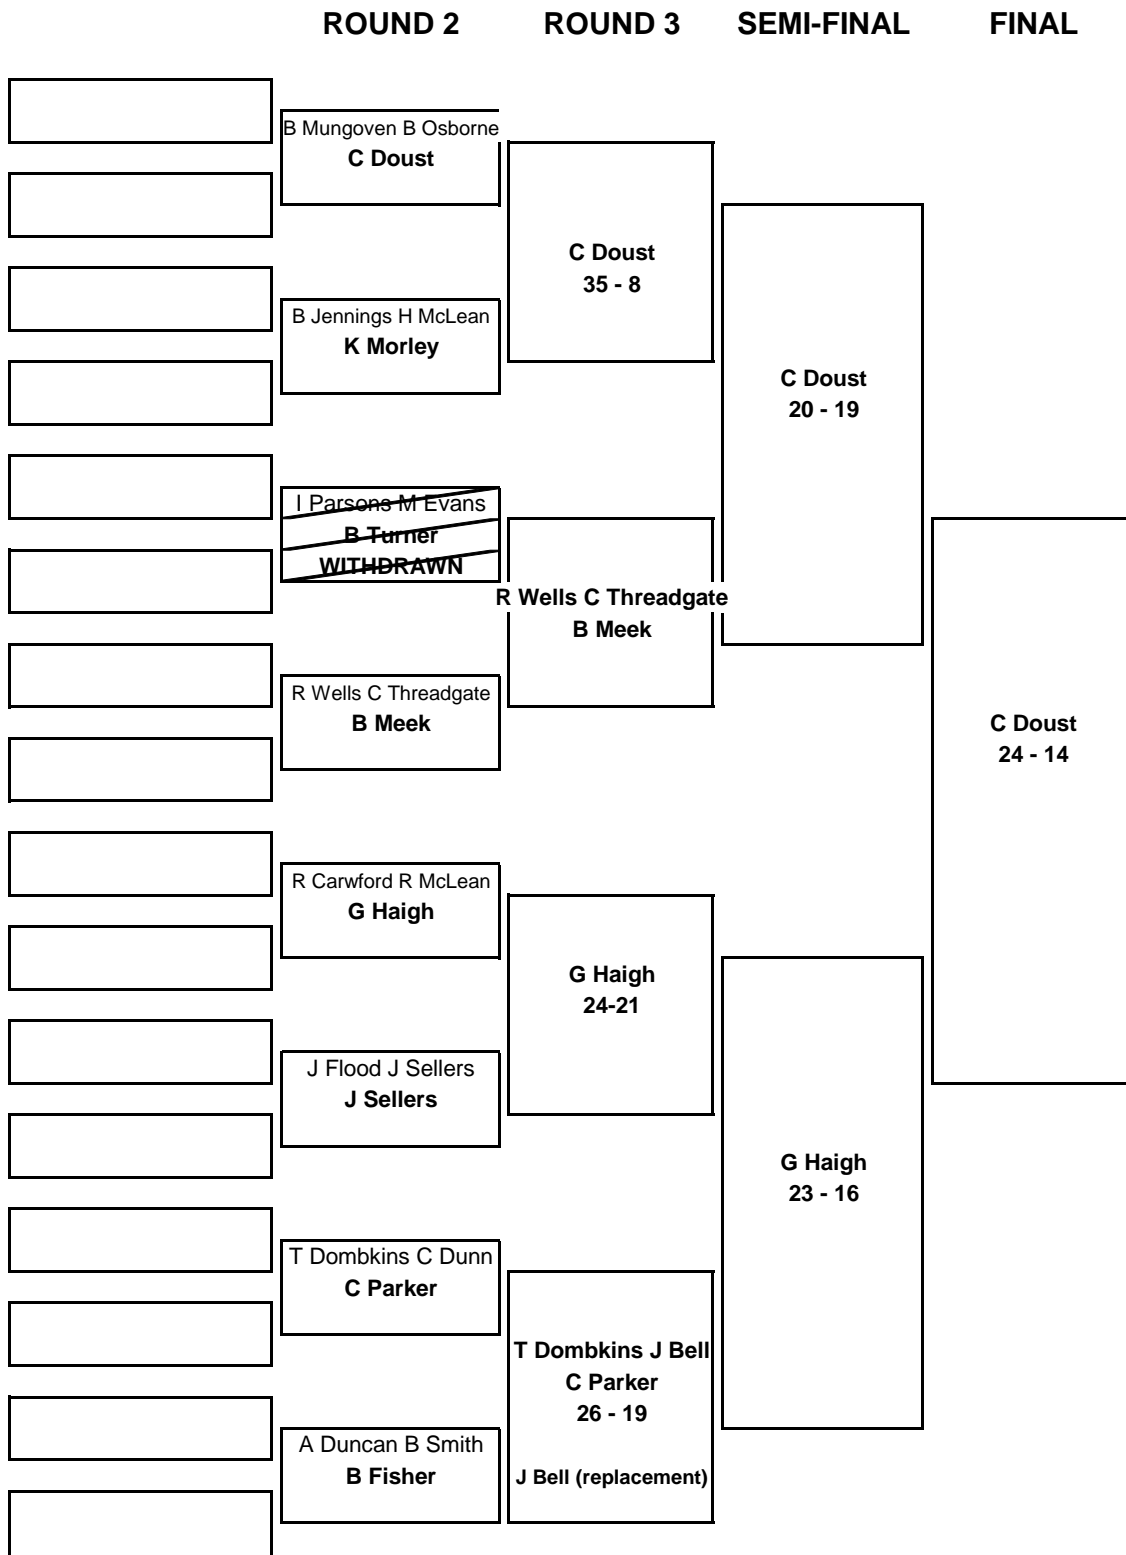 ROUND 2 ROUND 3 SEMI-FINAL FINAL
B Mungoven B Osborne
C Doust
C Doust
35 - 8
B Jennings H McLean
K Morley
C Doust
20 - 19
I Parsons M Evans
B Turner
WITHDRAWN
R Wells C Threadgate
B Meek
R Wells C Threadgate
B Meek
C Doust
24 - 14
R Carwford R McLean
G Haigh
G Haigh
24-21
J Flood J Sellers
J Sellers
G Haigh
23 - 16
T Dombkins C Dunn
C Parker
T Dombkins J Bell
C Parker
26 - 19
A Duncan B Smith
B Fisher
J Bell (replacement)